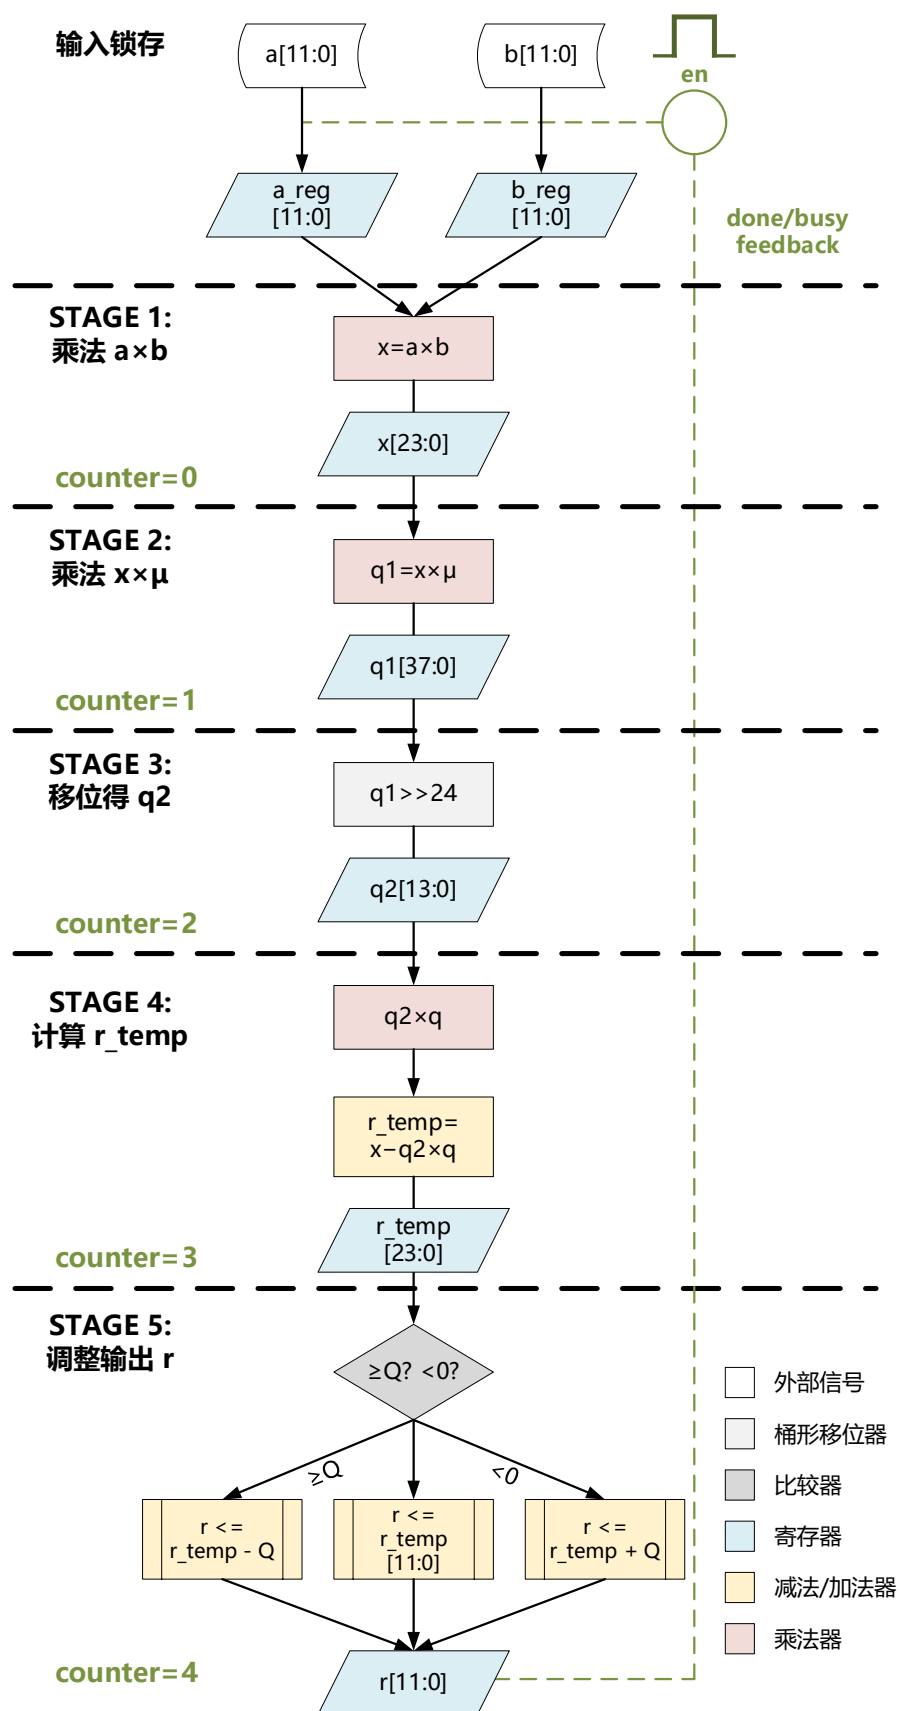 输入锁存
a[11:0]
b[11:0]
en
a_reg
[11:0]
b_reg
[11:0]
done/busy
feedback
STAGE 1:
乘法 a×b
x=a×b
x[23:0]
counter=0
STAGE 2:
乘法 x×μ
q1=x×μ
q1[37:0]
counter=1
STAGE 3:
移位得 q2
q1>>24
q2[13:0]
counter=2
STAGE 4:
计算 r_temp
q2×q
r_temp=
x−q2×q
r_temp
[23:0]
counter=3
STAGE 5:
调整输出 r
≥Q? <0?
≥Q
<0
r <=
r_temp - Q
r <=
r_temp
[11:0]
r <=
r_temp + Q
counter=4
r[11:0]
外部信号
桶形移位器
比较器
寄存器
减法/加法器
乘法器